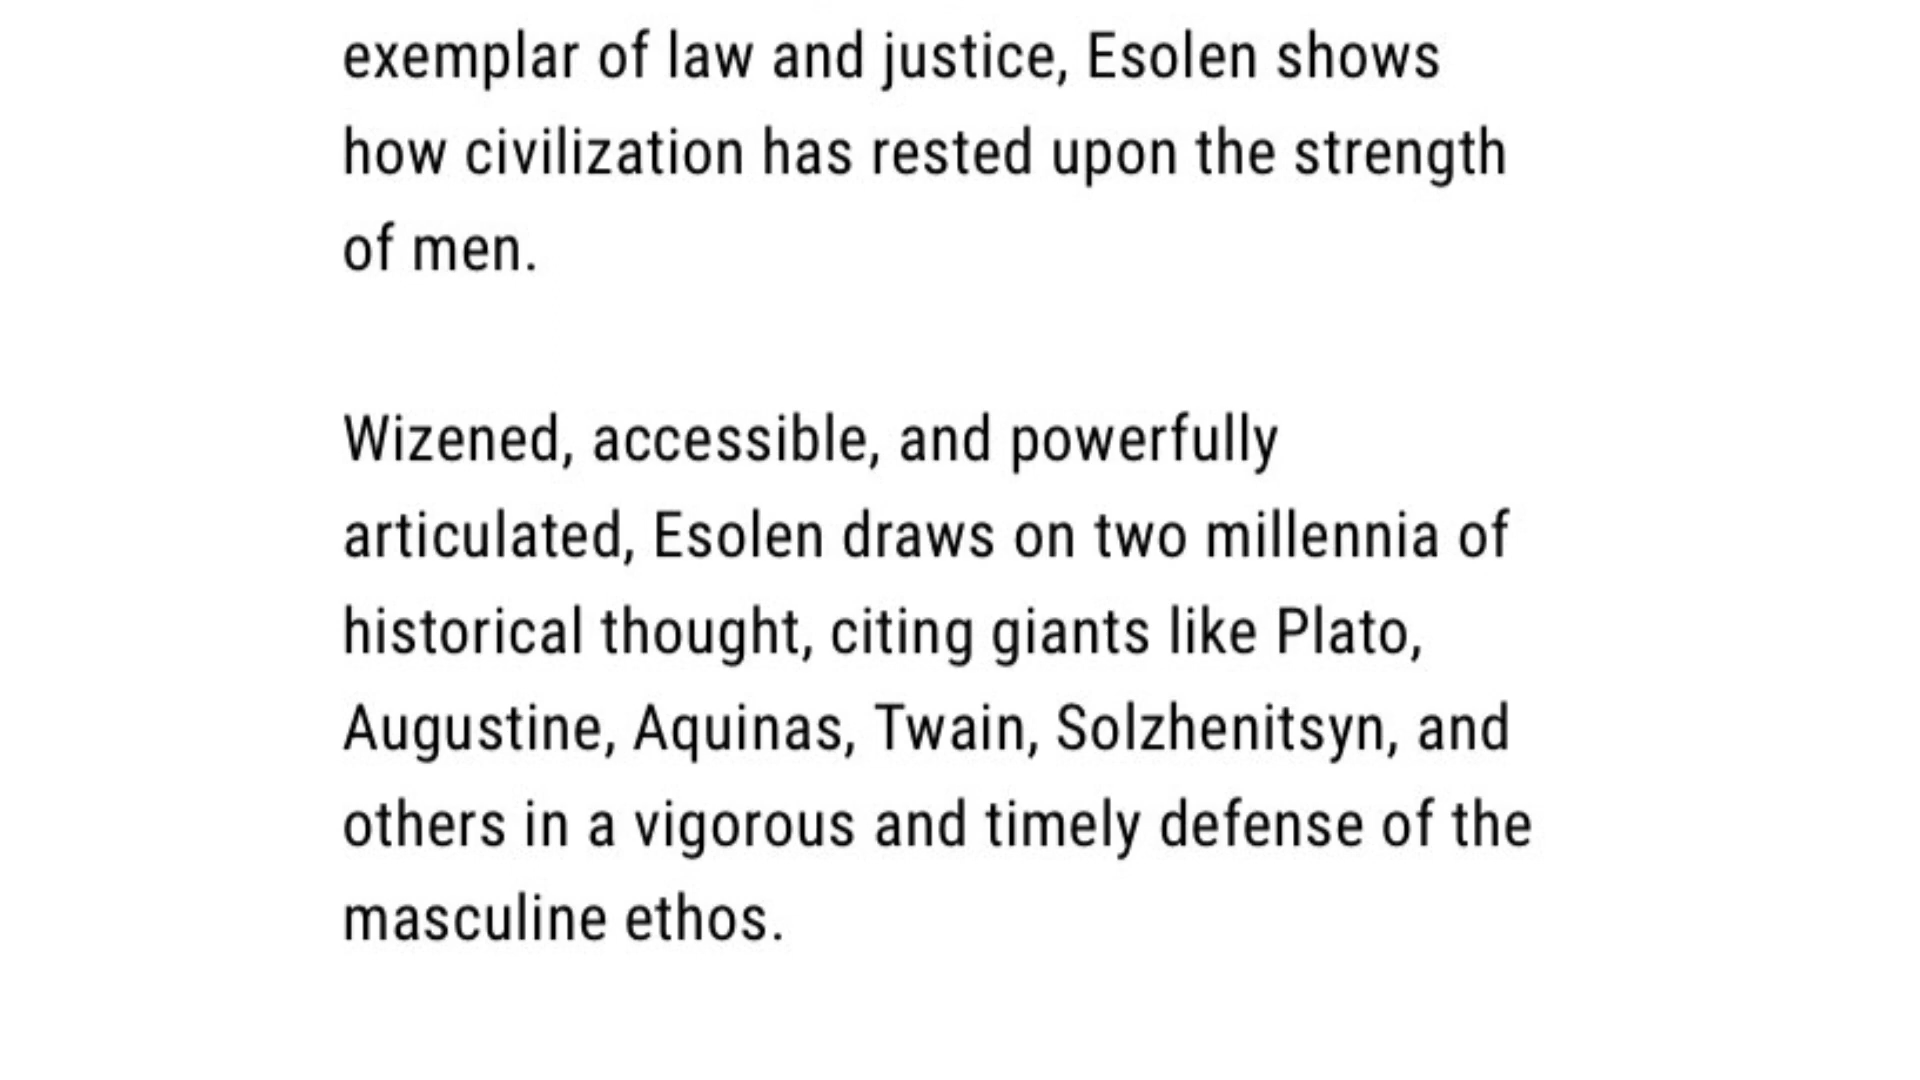 exemplar of law and justice, Esolen shows
how civilization has rested upon the strength
of men.
Wizened, accessible, and powerfully
articulated, Esolen draws on two millennia of
historical thought, citing giants like Plato,
Augustine, Aquinas, Twain, Solzhenitsyn, and
others in a vigorous and timely defense of the
masculine ethos.